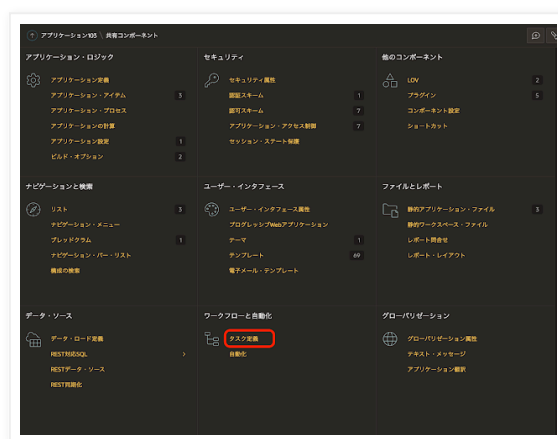 アプリケーション103 \ 共有コンポーネント
アプリケーション・ロジック
アプリケーション定義
アプリケーション・アイテム 3
アプリケーション・プロセス
アプリケーションの計算
アプリケーション設定 1
ビルド・オプション 2
セキュリティ
セキュリティ属性
認証スキーム 1
認可スキーム 7
アプリケーション・アクセス制御 7
セッション・ステート保護
他のコンポーネント
LOV 2
プラグイン 5
コンポーネント設定
ショートカット
ナビゲーションと検索
リスト 3
ナビゲーション・メニュー
ブレッドクラム 1
ナビゲーション・バー・リスト
構成の検索
ユーザー・インタフェース
ユーザー・インタフェース属性
プログレッシブWebアプリケーション
テーマ 1
テンプレート 69
電子メール・テンプレート
ファイルとレポート
静的アプリケーション・ファイル 3
静的ワークスペース・ファイル
レポート問合せ
レポート・レイアウト
データ・ソース
データ・ロード定義
REST対応SQL
RESTデータ・ソース
REST同期化
ワークフローと自動化
タスク定義
自動化
グローバリゼーション
グローバリゼーション属性
テキスト・メッセージ
アプリケーション翻訳